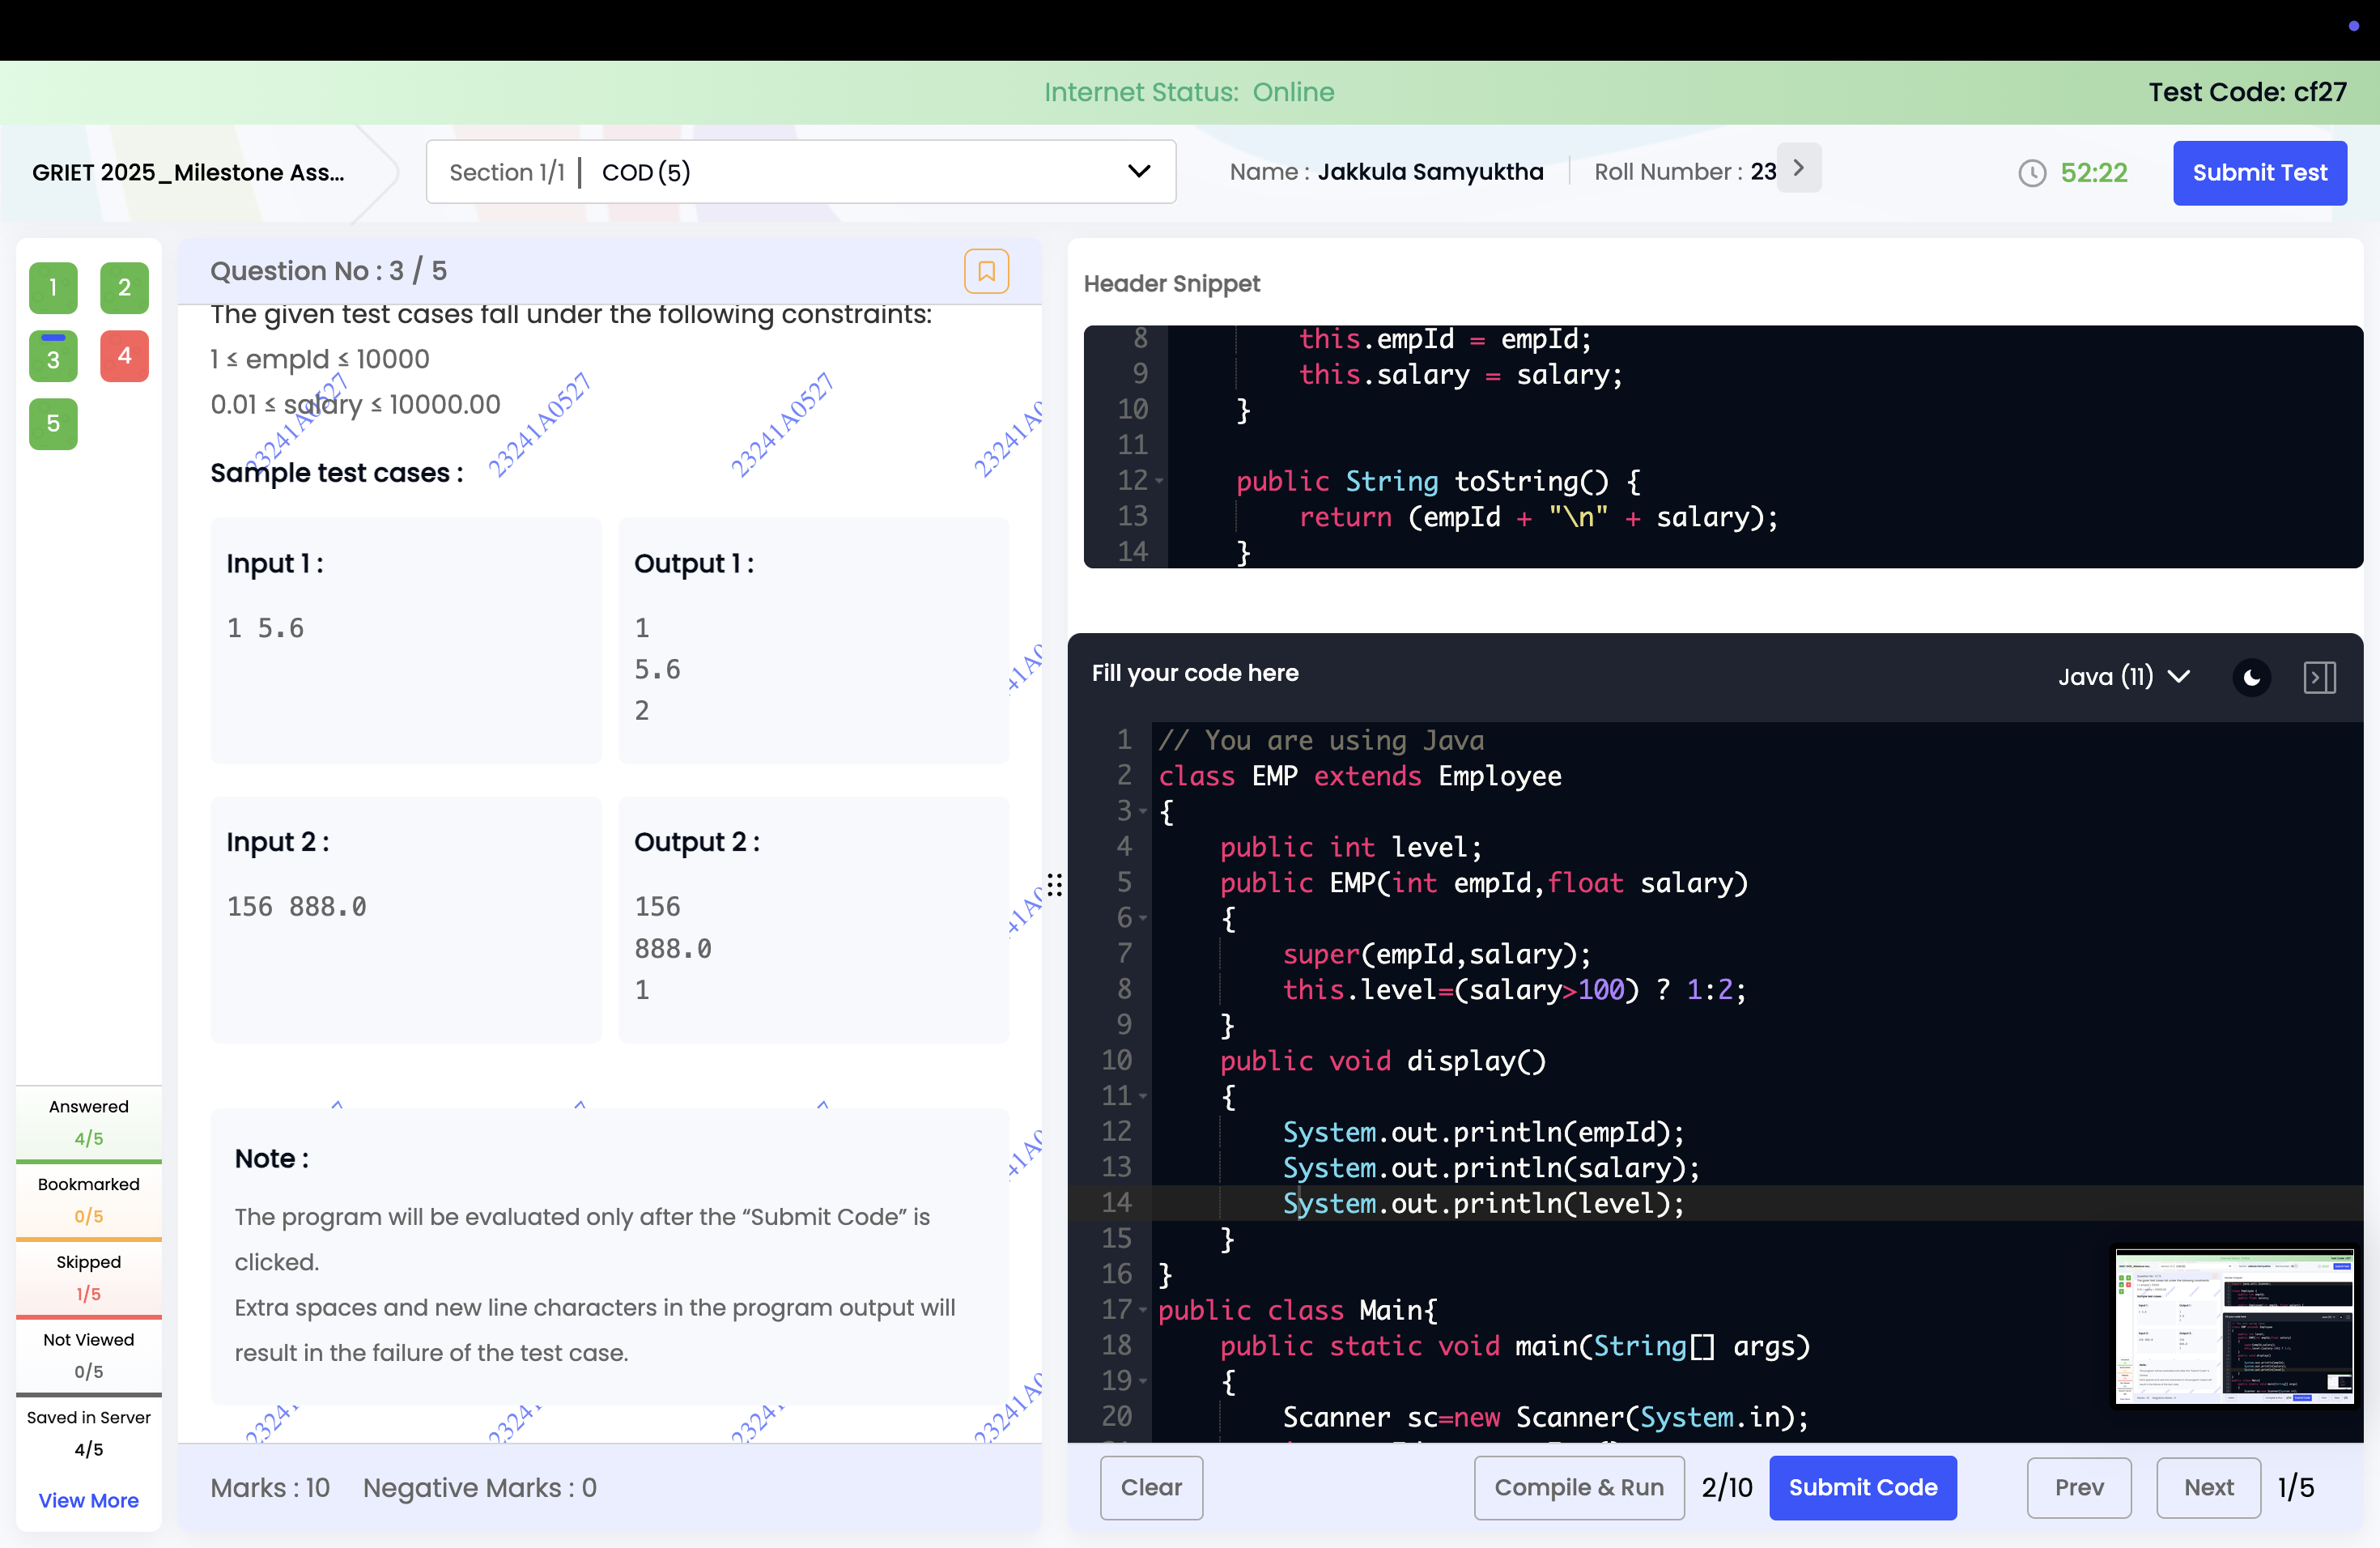 Internet Status: Online
Test Code: cf27
GRIET 2025_Milestone Ass...
Section 1/1 | COD (5)
Name : Jakkula Samyuktha
Roll Number : 23
52:22
Submit Test
1
2
3
4
5
Answered
4/5
Bookmarked
0/5
Skipped
1/5
Not Viewed
0/5
Saved in Server
4/5
View More
Question No : 3 / 5
The given test cases fall under the following constraints:
1 ≤ empId ≤ 10000
0.01 ≤ salary ≤ 10000.00
23241A0527
23241A0527
23241A0527
Sample test cases :
Input 1 :
1 5.6
Output 1 :
1
5.6
2
Input 2 :
156 888.0
Output 2 :
156
888.0
1
Note :
The program will be evaluated only after the “Submit Code” is
clicked.
Extra spaces and new line characters in the program output will
result in the failure of the test case.
Marks : 10
Negative Marks : 0
Header Snippet
8 this.empId = empId;
9 this.salary = salary;
10 }
11
12 public String toString() {
13 return (empId + "\n" + salary);
14 }
Fill your code here
Java (11)
1 // You are using Java
2 class EMP extends Employee
3 {
4 public int level;
5 public EMP(int empId,float salary)
6 {
7 super(empId,salary);
8 this.level=(salary>100) ? 1:2;
9 }
10 public void display()
11 {
12 System.out.println(empId);
13 System.out.println(salary);
14 System.out.println(level);
15 }
16 }
17 public class Main{
18 public static void main(String[] args)
19 {
20 Scanner sc=new Scanner(System.in);
Clear
Compile & Run
2/10
Submit Code
Prev
Next
1/5